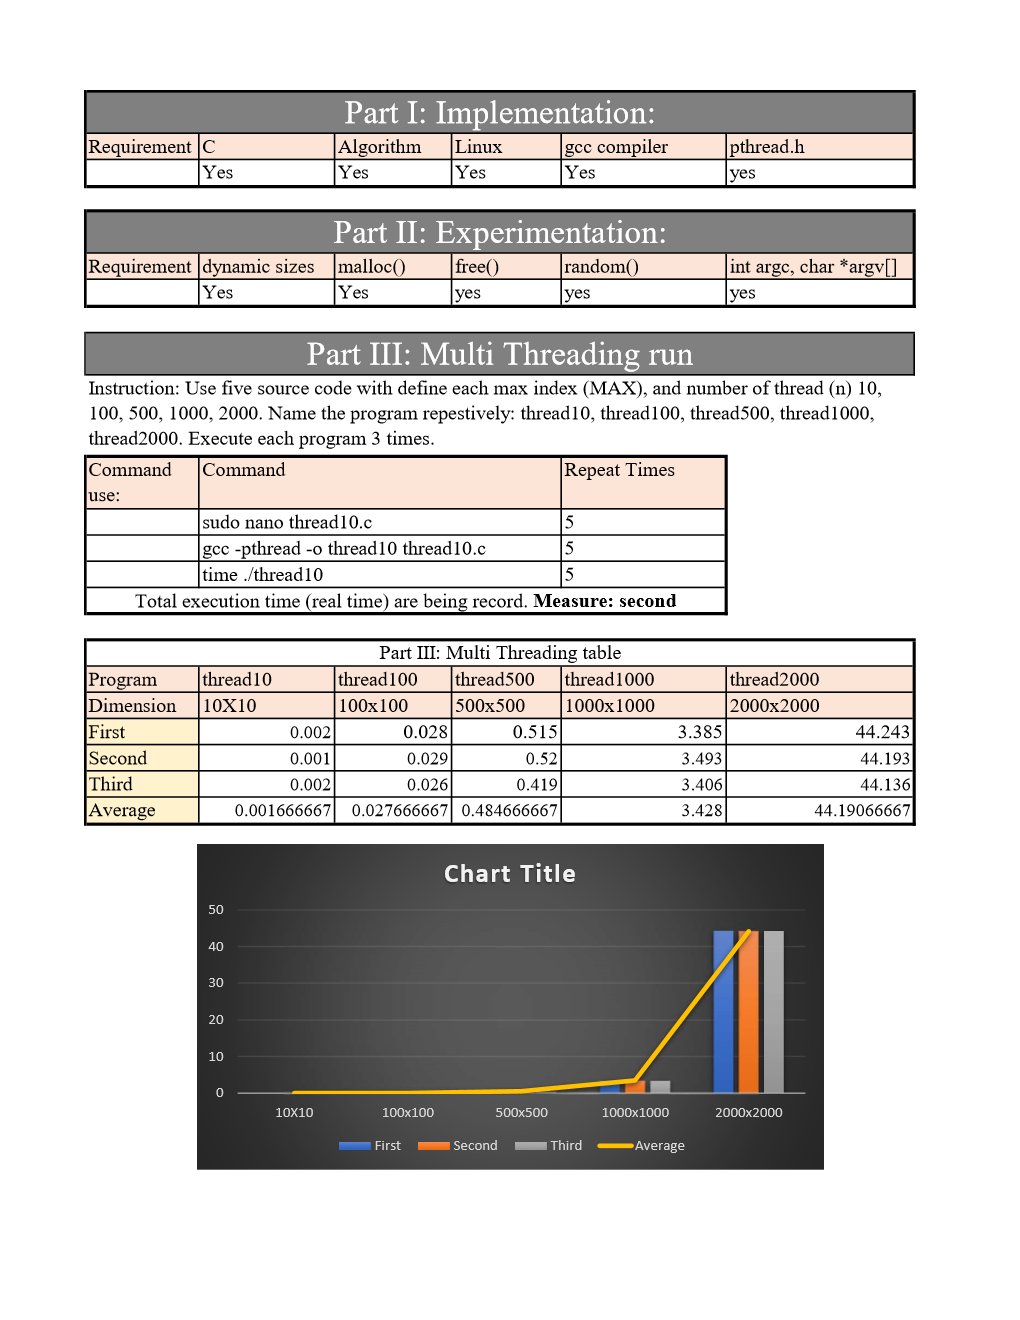 Part I: Implementation:
Requirement C Algorithm Linux gcc compiler pthread.h
Yes Yes Yes Yes yes
Part II: Experimentation:
Requirement dynamic sizes malloc() free() random() int argc, char *argv[]
Yes Yes yes yes yes
Part III: Multi Threading run
Instruction: Use five source code with define each max index (MAX), and number of thread (n) 10,
100, 500, 1000, 2000. Name the program repestively: thread10, thread100, thread500, thread1000,
thread2000. Execute each program 3 times.
Command Command Repeat Times
use:
sudo nano thread10.c 5
gcc -pthread -o thread10 thread10.c 5
time ./thread10 5
Total execution time (real time) are being record. Measure: second
Part III: Multi Threading table
Program thread10 thread100 thread500 thread1000 thread2000
Dimension 10X10 100x100 500x500 1000x1000 2000x2000
First 0.002 0.028 0.515 3.385 44.243
Second 0.001 0.029 0.52 3.493 44.193
Third 0.002 0.026 0.419 3.406 44.136
Average 0.001666667 0.027666667 0.484666667 3.428 44.19066667
Chart Title
50
40
30
20
10
0
10X10 100x100 500x500 1000x1000 2000x2000
First Second Third Average